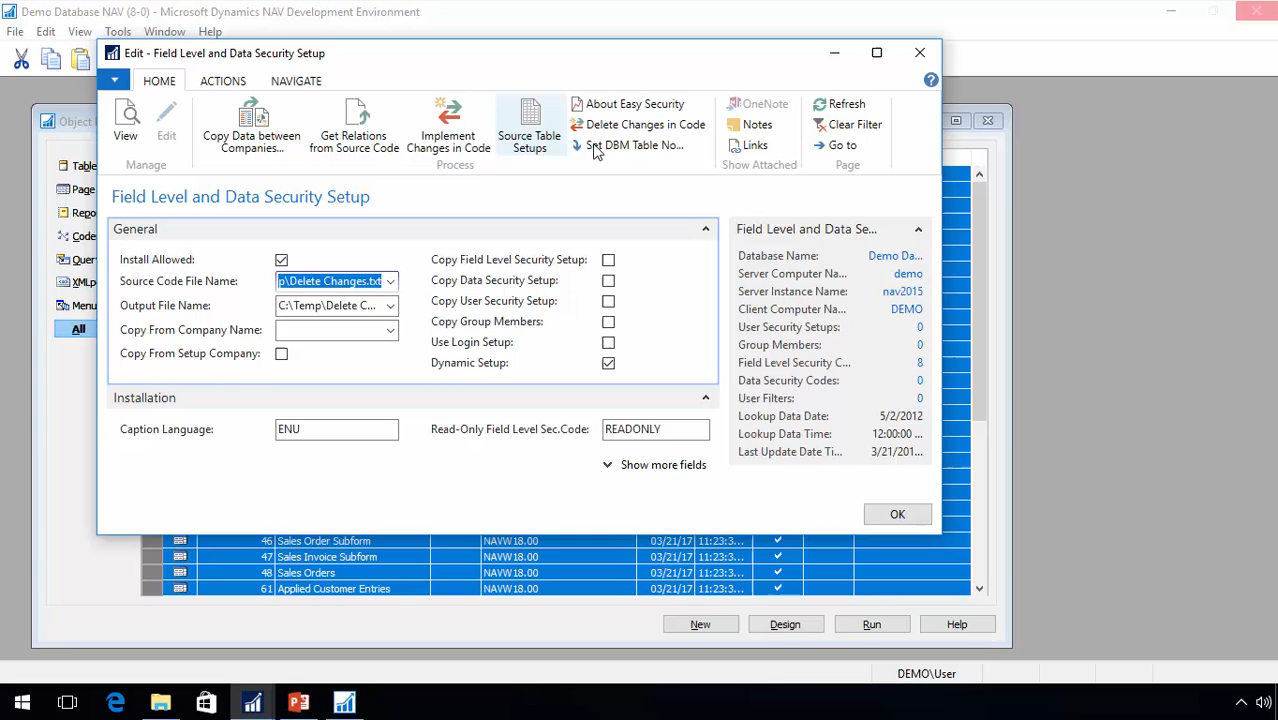 Demo Database NAV (8-0) - Microsoft Dynamics NAV Development Environment
File Edit View Tools Window Help
Edit - Field Level and Data Security Setup
HOME ACTIONS NAVIGATE
View
Edit
Manage
Copy Data between
Companies...
Get Relations
from Source Code
Implement
Changes in Code
Source Table
Setups
About Easy Security
Delete Changes in Code
Set DBM Table No...
Process
OneNote
Notes
Links
Show Attached
Refresh
Clear Filter
Go to
Page
Object
Table
Page
Repo
Code
Quer
XMLp
Menu
All
Field Level and Data Security Setup
General
Install Allowed:
Source Code File Name: p\Delete Changes.txt
Output File Name: C:\Temp\Delete C...
Copy From Company Name:
Copy From Setup Company:
Copy Field Level Security Setup:
Copy Data Security Setup:
Copy User Security Setup:
Copy Group Members:
Use Login Setup:
Dynamic Setup:
Installation
Caption Language: ENU
Read-Only Field Level Sec.Code: READONLY
Show more fields
Field Level and Data Se...
Database Name: Demo Da...
Server Computer Na... demo
Server Instance Name: nav2015
Client Computer Na... DEMO
User Security Setups: 0
Group Members: 0
Field Level Security C... 8
Data Security Codes: 0
User Filters: 0
Lookup Data Date: 5/2/2012
Lookup Data Time: 12:00:00 ...
Last Update Date Ti... 3/21/201...
OK
46 Sales Order Subform NAVW18.00 03/21/17 11:23:3...
47 Sales Invoice Subform NAVW18.00 03/21/17 11:23:3...
48 Sales Orders NAVW18.00 03/21/17 11:23:3...
61 Applied Customer Entries NAVW18.00 03/21/17 11:23:3...
New Design Run Help
DEMO\User